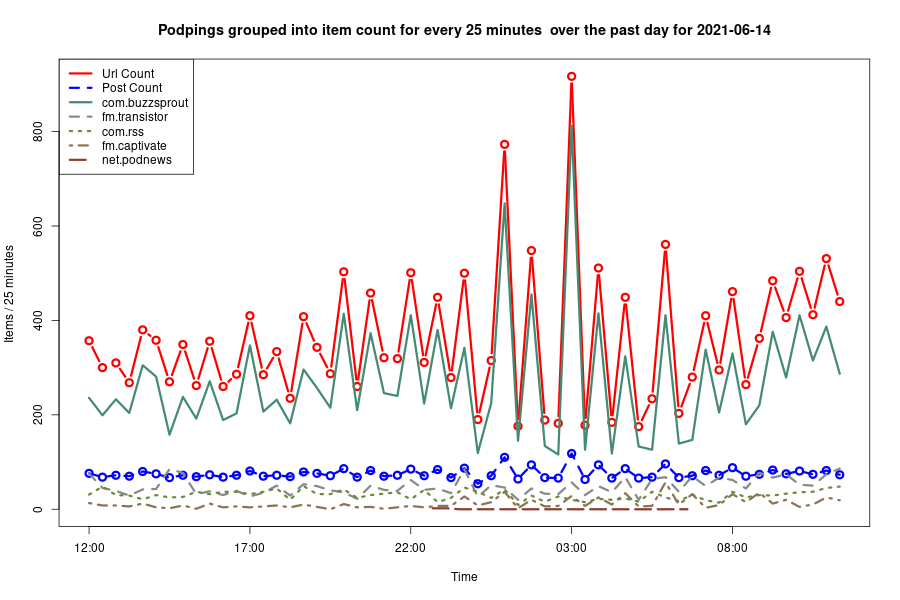 Podpings grouped into item count for every 25 minutes  over the past day for 2021-06-14
Url Count
Post Count
com.buzzsprout
fm.transistor
com.rss
fm.captivate
net.podnews
Items / 25 minutes
800
600
400
200
0
12:00
17:00
22:00
03:00
08:00
Time